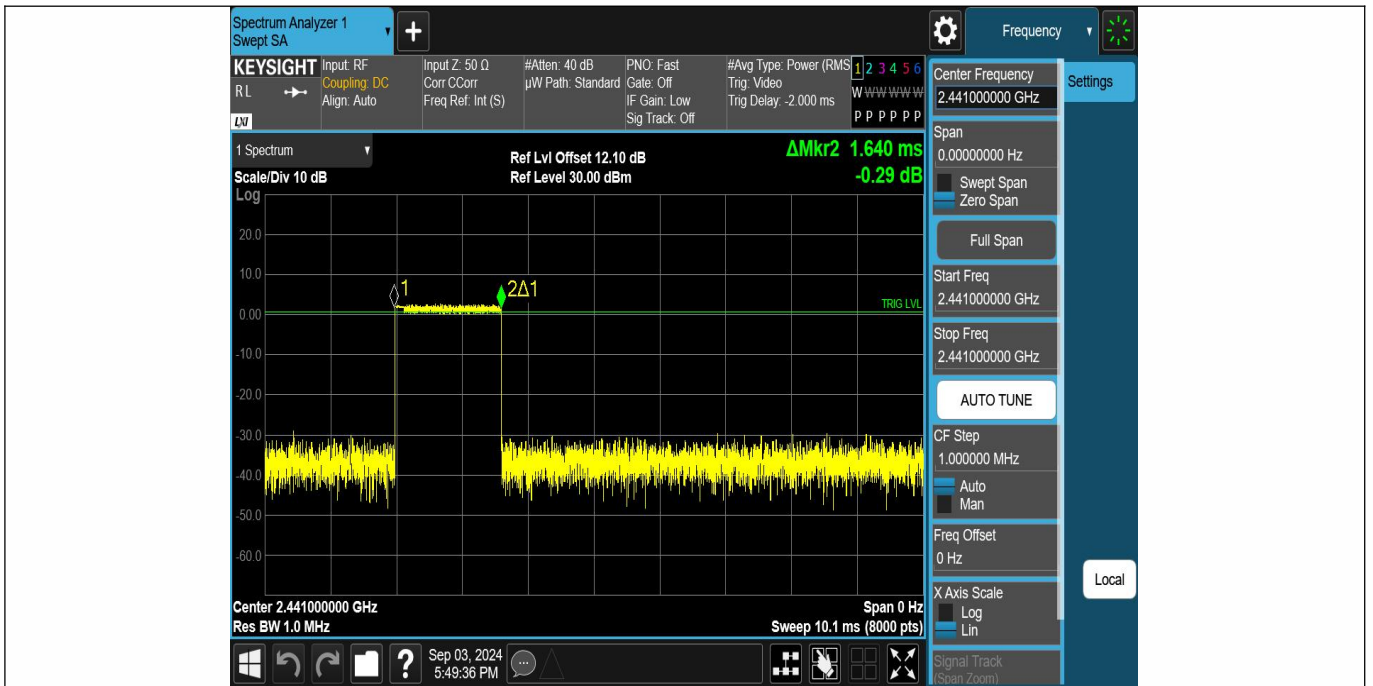 Spectrum Analyzer 1
Swept SA
+
Frequency
KEYSIGHT
RL
LXI
Input: RF
Coupling: DC
Align: Auto
Input Z: 50 Ω
Corr CCorr
Freq Ref: Int (S)
#Atten: 40 dB
µW Path: Standard
PNO: Fast
Gate: Off
IF Gain: Low
Sig Track: Off
#Avg Type: Power (RMS
Trig: Video
Trig Delay: -2.000 ms
1 2 3 4 5 6
W W W W W W
P P P P P P
1 Spectrum
Scale/Div 10 dB
Log
Ref Lvl Offset 12.10 dB
Ref Level 30.00 dBm
ΔMkr2 1.640 ms
-0.29 dB
20.0
10.0
0.00
-10.0
-20.0
-30.0
-40.0
-50.0
-60.0
1
2Δ1
TRIG LVL
Center 2.441000000 GHz
Res BW 1.0 MHz
Span 0 Hz
Sweep 10.1 ms (8000 pts)
Center Frequency
2.441000000 GHz
Settings
Span
0.00000000 Hz
Swept Span
Zero Span
Full Span
Start Freq
2.441000000 GHz
Stop Freq
2.441000000 GHz
AUTO TUNE
CF Step
1.000000 MHz
Auto
Man
Freq Offset
0 Hz
X Axis Scale
Log
Lin
Local
Signal Track
(Span Zoom)
?
Sep 03, 2024
5:49:36 PM